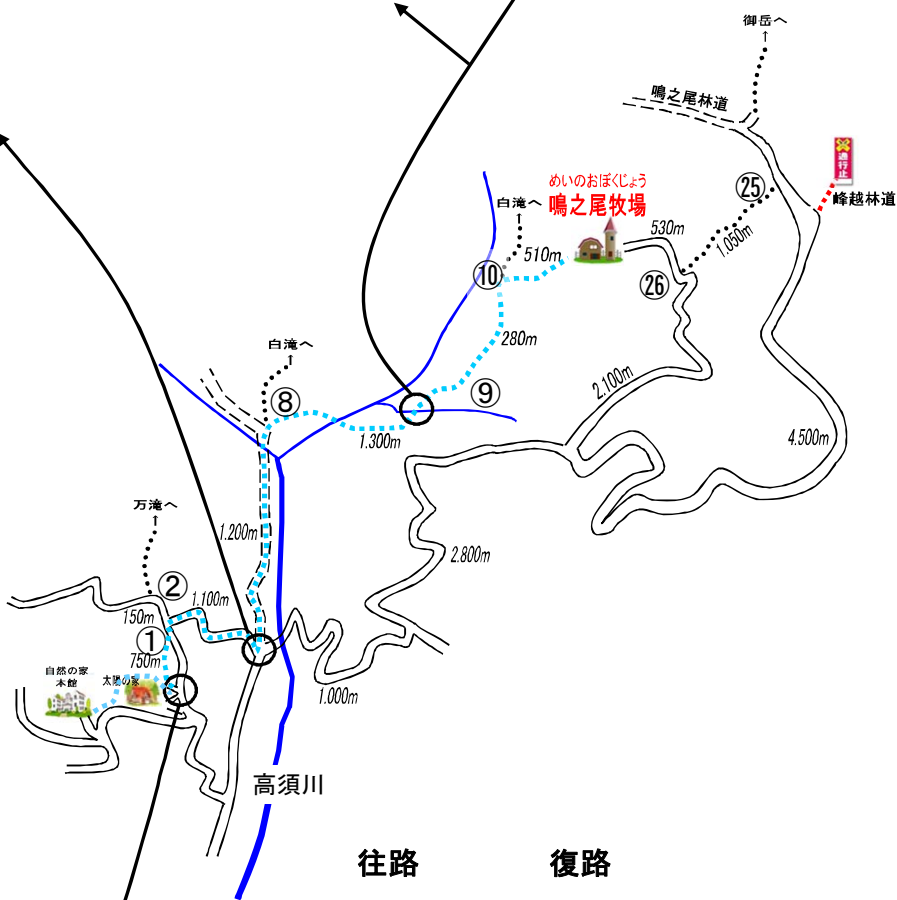 御岳へ
↑
鳴之尾林道
通行止
峰越林道
㉕
1.050m
めいのおぼくじょう
鳴之尾牧場
530m
白滝へ
↑
510m
⑩
㉖
280m
白滝へ
↑
⑧
⑨
2.100m
1.300m
4.500m
万滝へ
↑
1.200m
2.800m
②
1.100m
150m
①
750m
自然の家
本館
太陽の家
1.000m
高須川
往路
復路